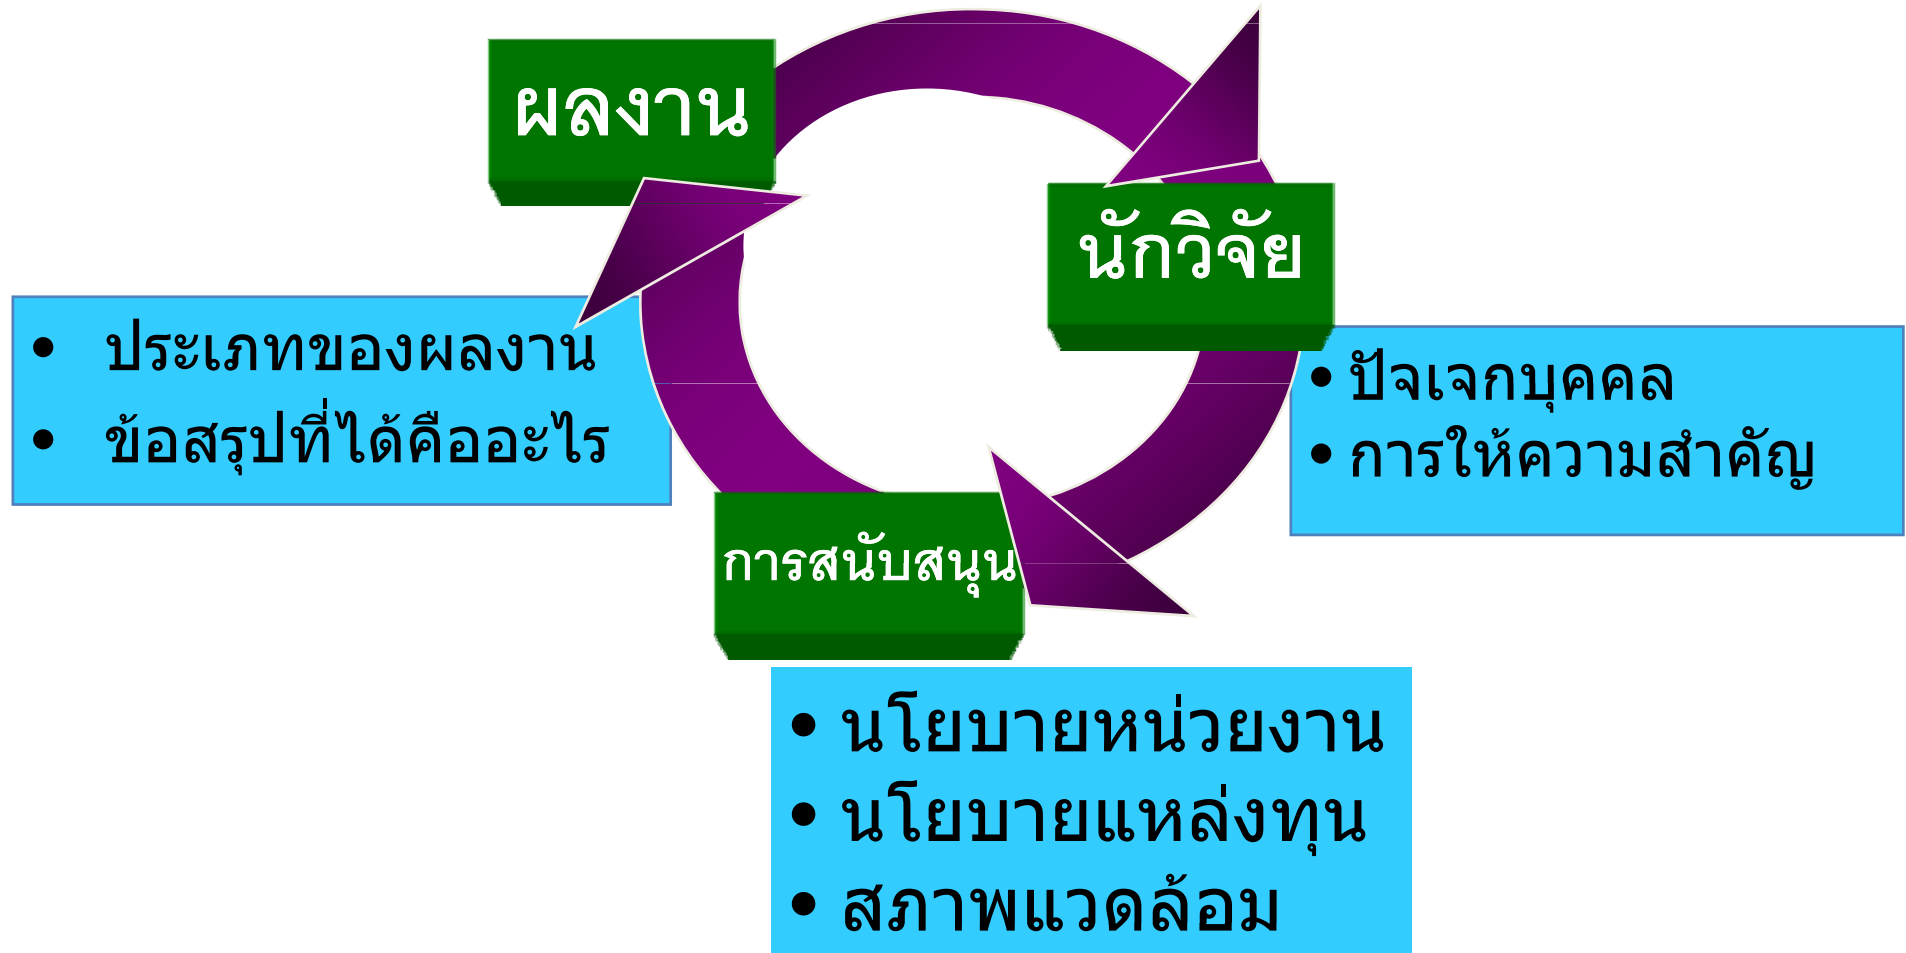 ผลงาน
นักวิจัย
• ประเภทของผลงาน
• ข้อสรุปที่ได้คืออะไร
• ปัจเจกบุคคล
• การให้ความสำคัญ
การสนับสนุน
• นโยบายหน่วยงาน
• นโยบายแหล่งทุน
• สภาพแวดล้อม